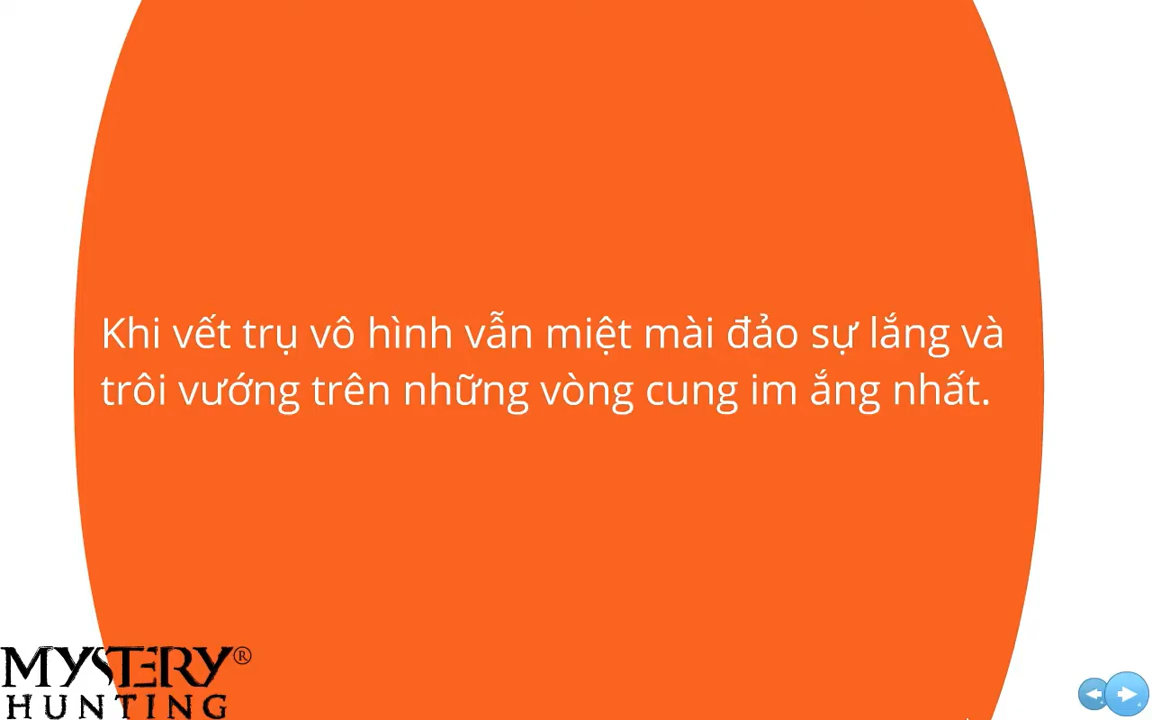 Khi vết trụ vô hình vẫn miệt mài đảo sự lắng và
trôi vướng trên những vòng cung im ắng nhất.
MYSTERY®
HUNTING